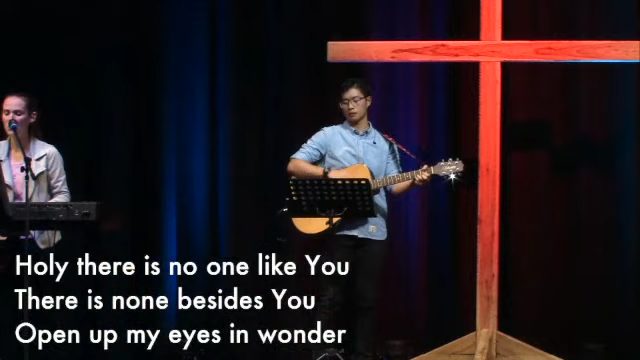 Holy there is no one like You
There is none besides You
Open up my eyes in wonder